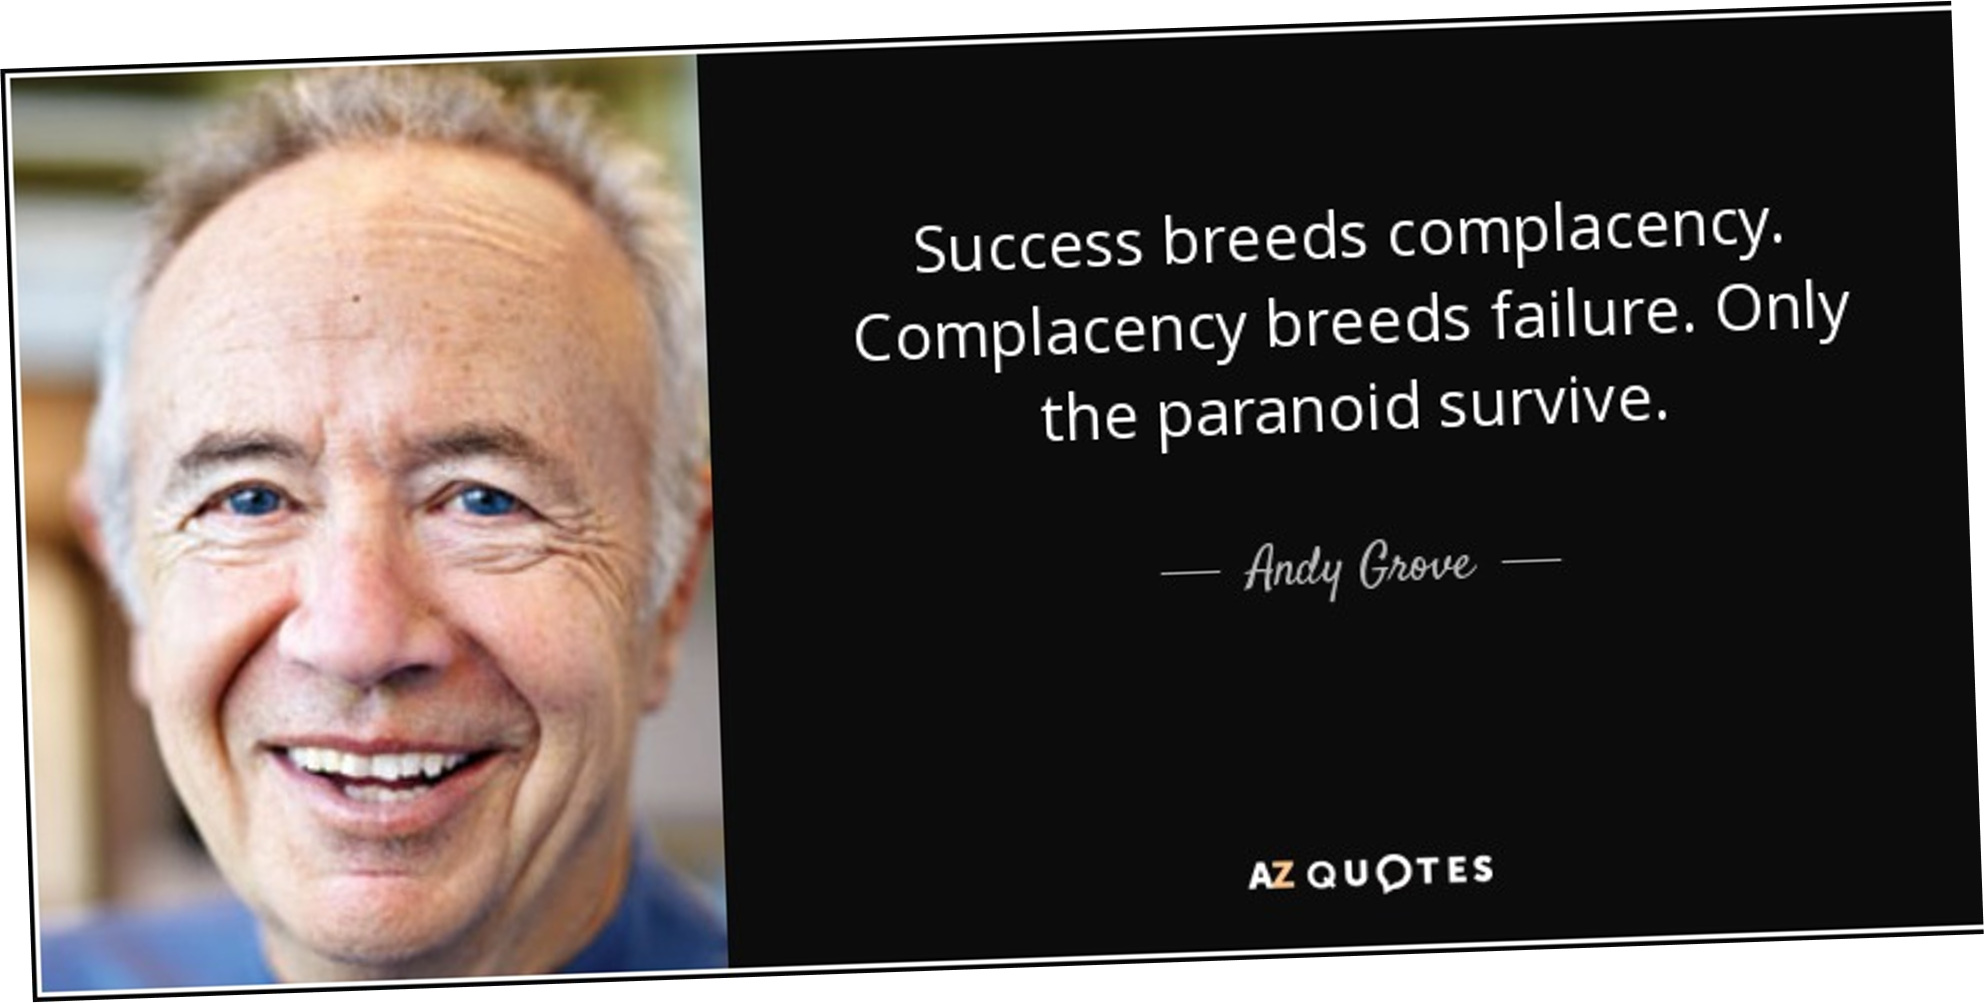 Success breeds complacency.
Complacency breeds failure. Only
the paranoid survive.
— Andy Grove —
AZ QUOTES